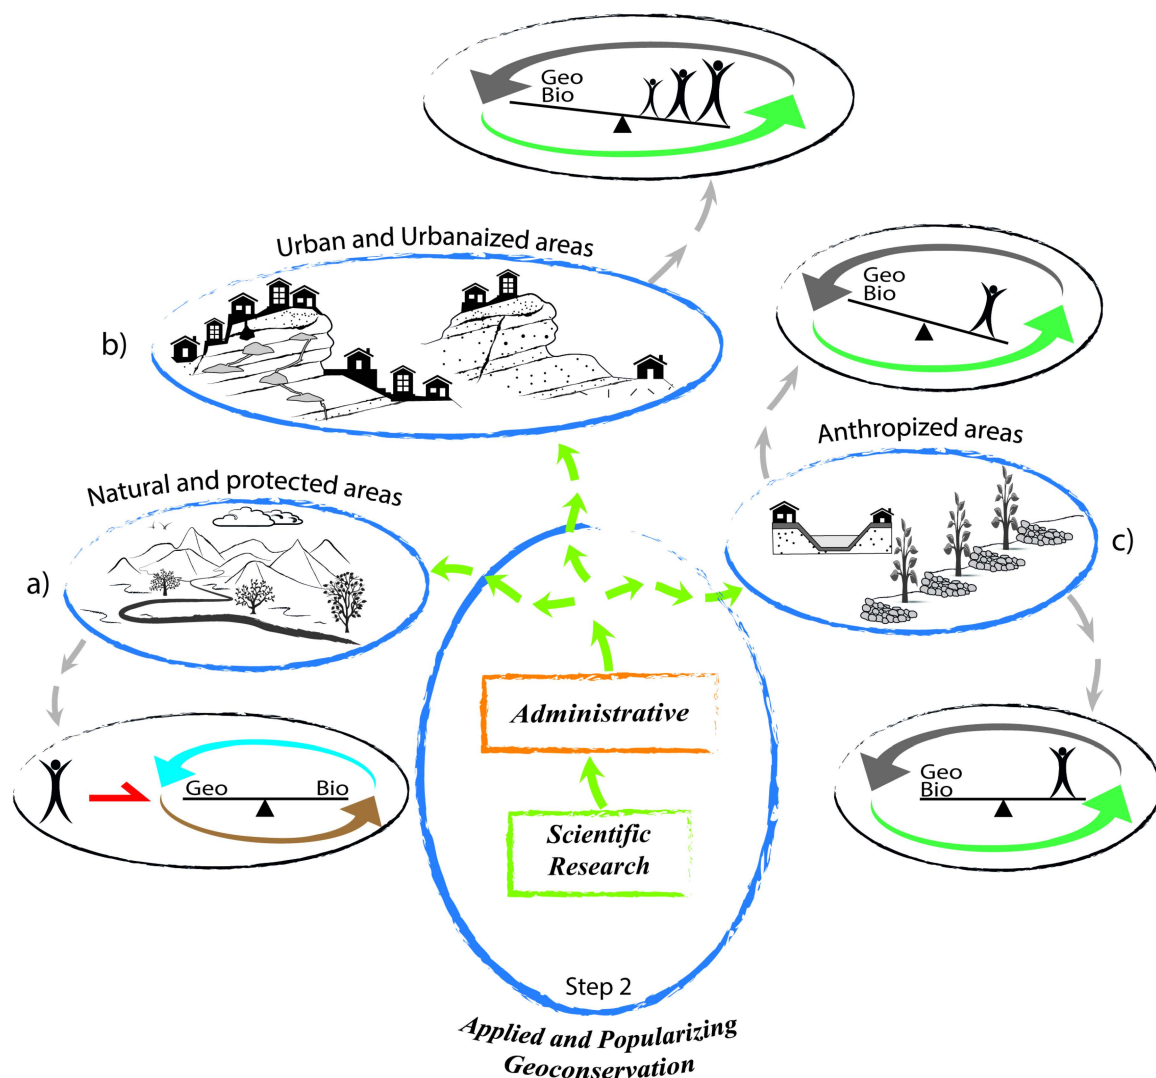 Geo
Bio
Urban and Urbanaized areas
b)
Geo
Bio
Anthropized areas
c)
Natural and protected areas
a)
Geo
Bio
Administrative
Scientific
Research
Geo
Bio
Step 2
Applied and Popularizing
Geoconservation